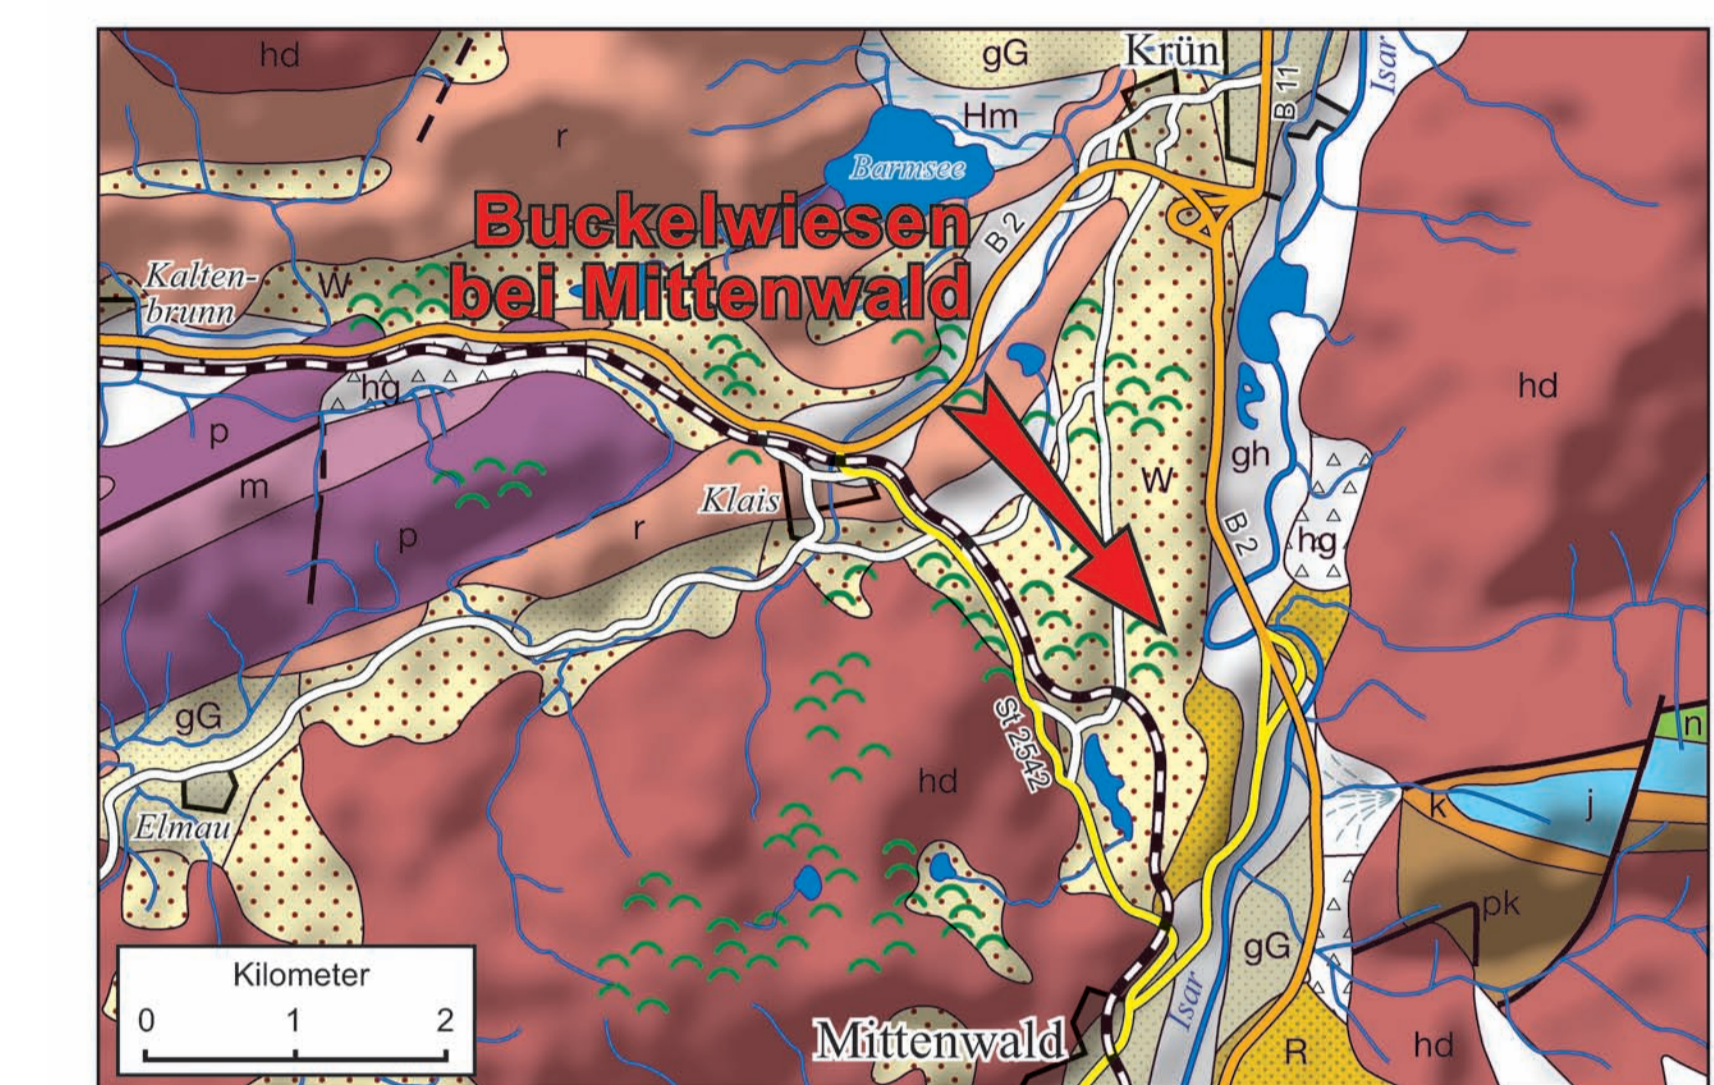 hd
gG
Krün
Isar
B 11
Hm
r
Barmsee
Buckelwiesen
bei Mittenwald
B 2
Kalten-
brunn
W
hd
hg
p
m
Klais
W
gh
B 2
hg
p
r
gG
St 2542
n
hd
k
j
Elmau
pk
gG
Kilometer
0 1 2
Isar
Mittenwald
R
hd